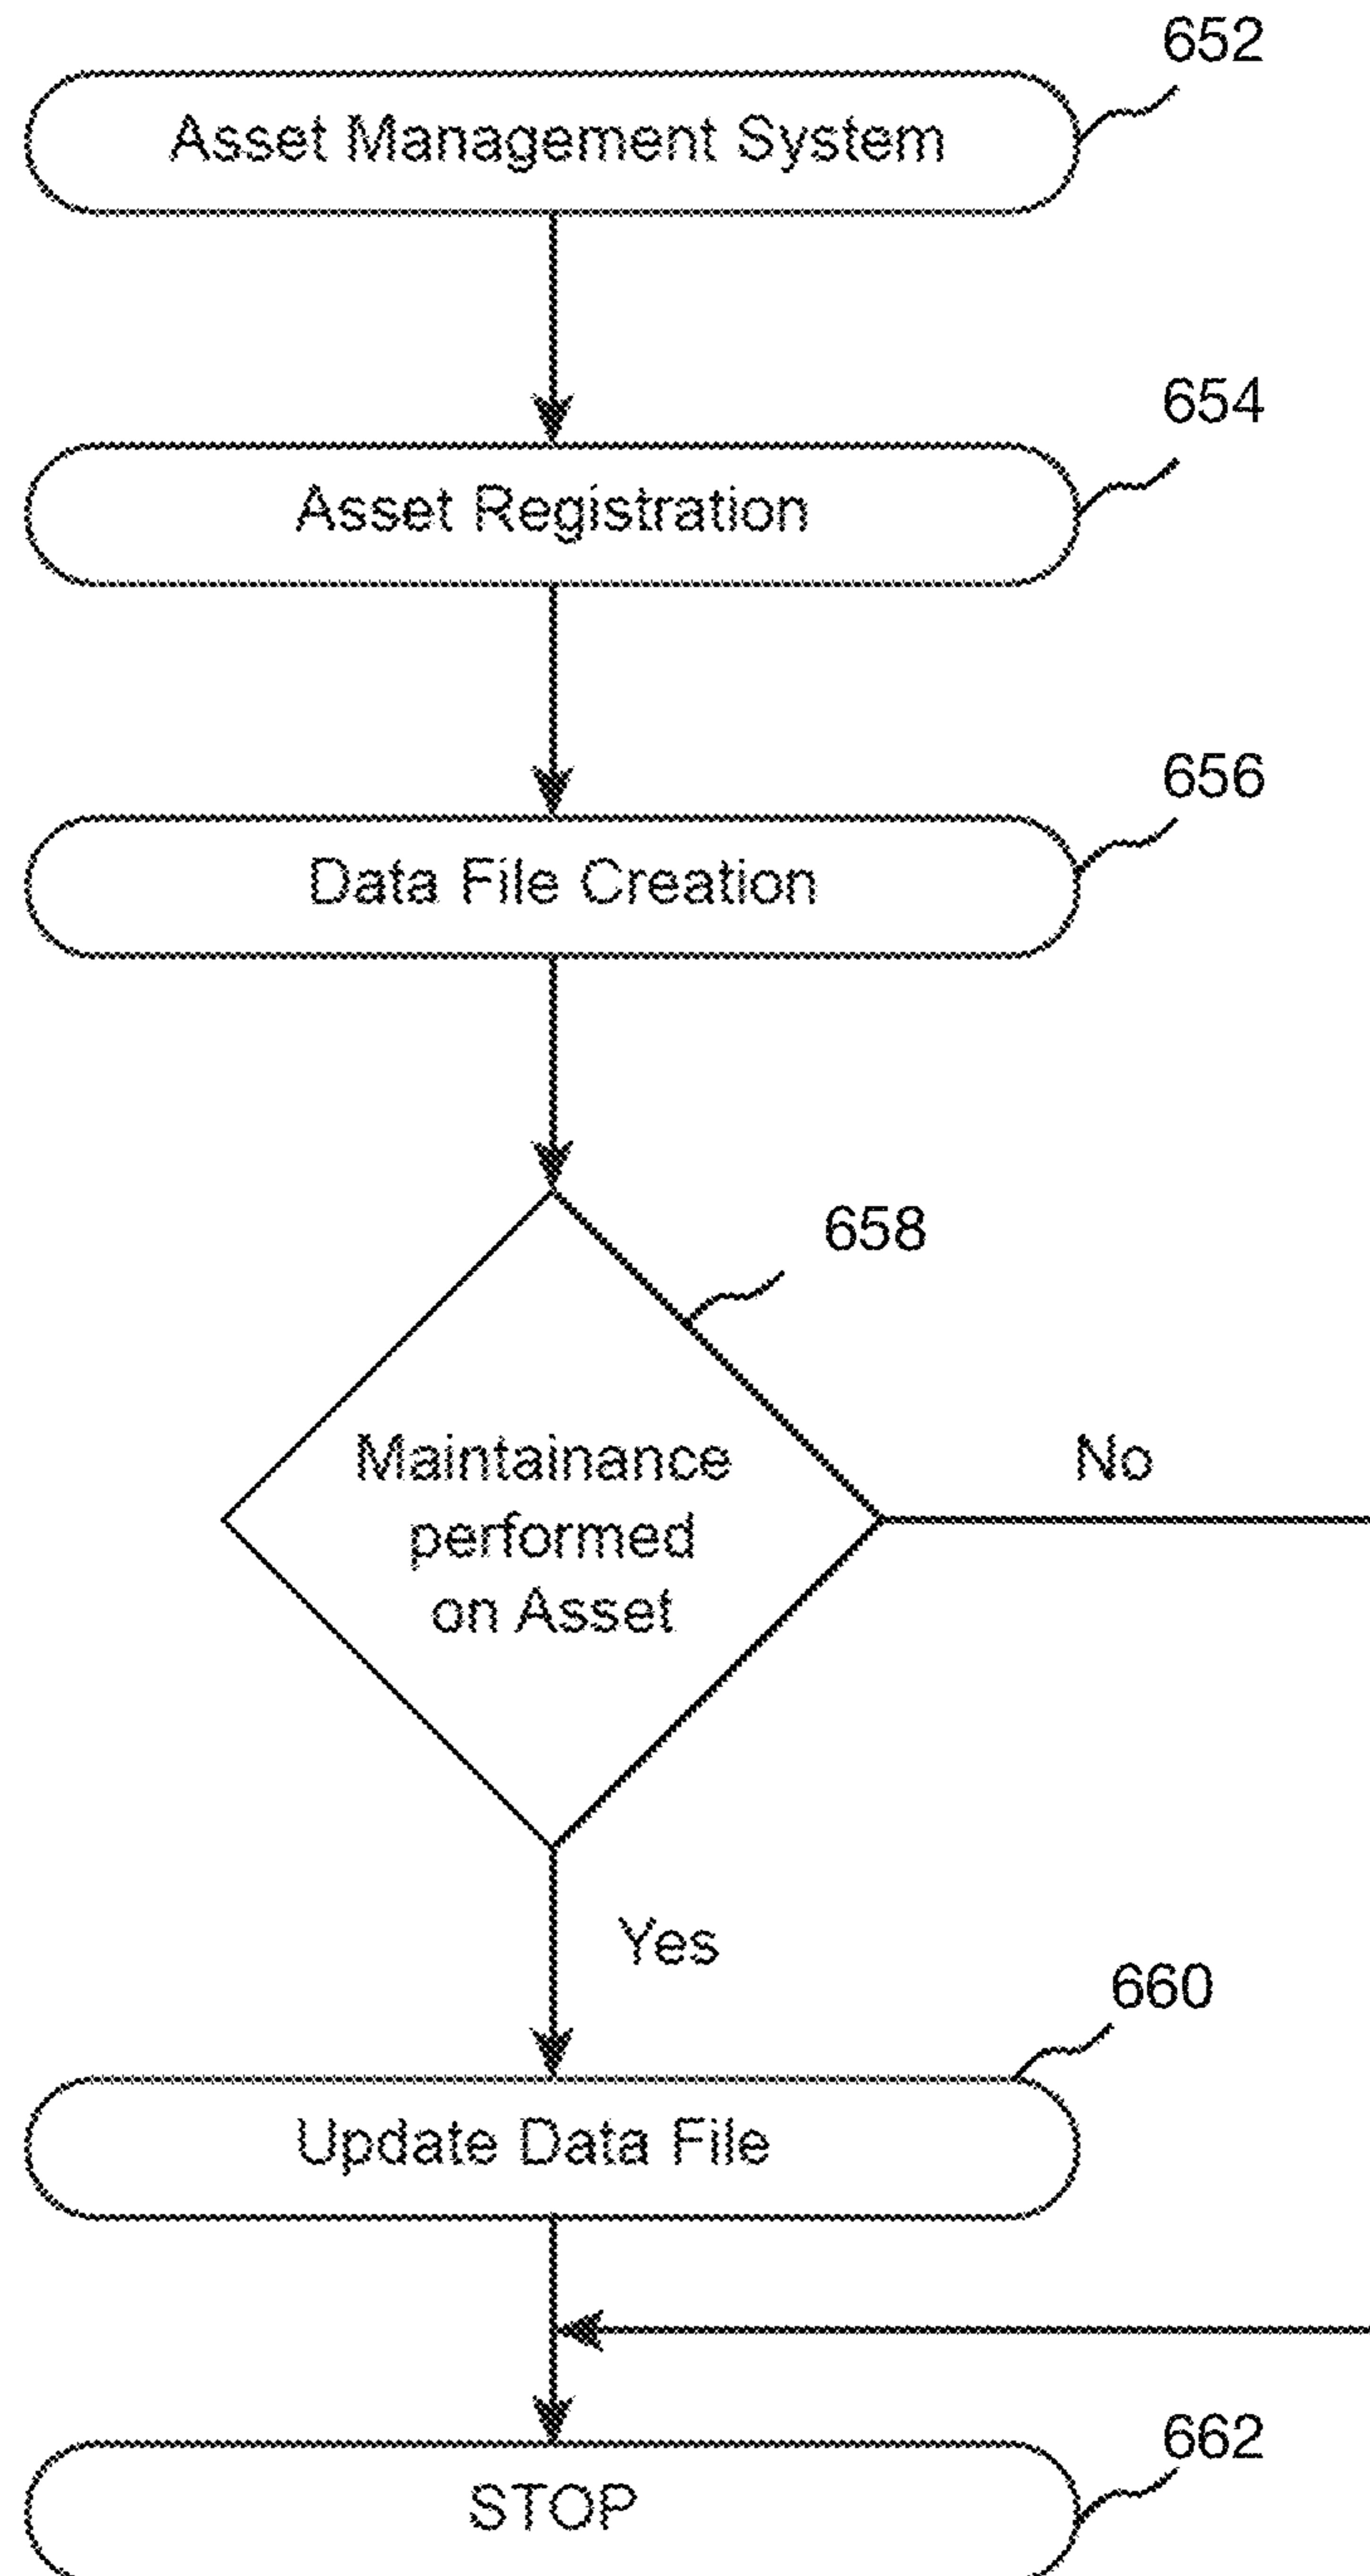 652
Asset Management System
654
Asset Registration
656
Data File Creation
658
Maintainance
performed
on Asset
No
Yes
660
Update Data File
662
STOP